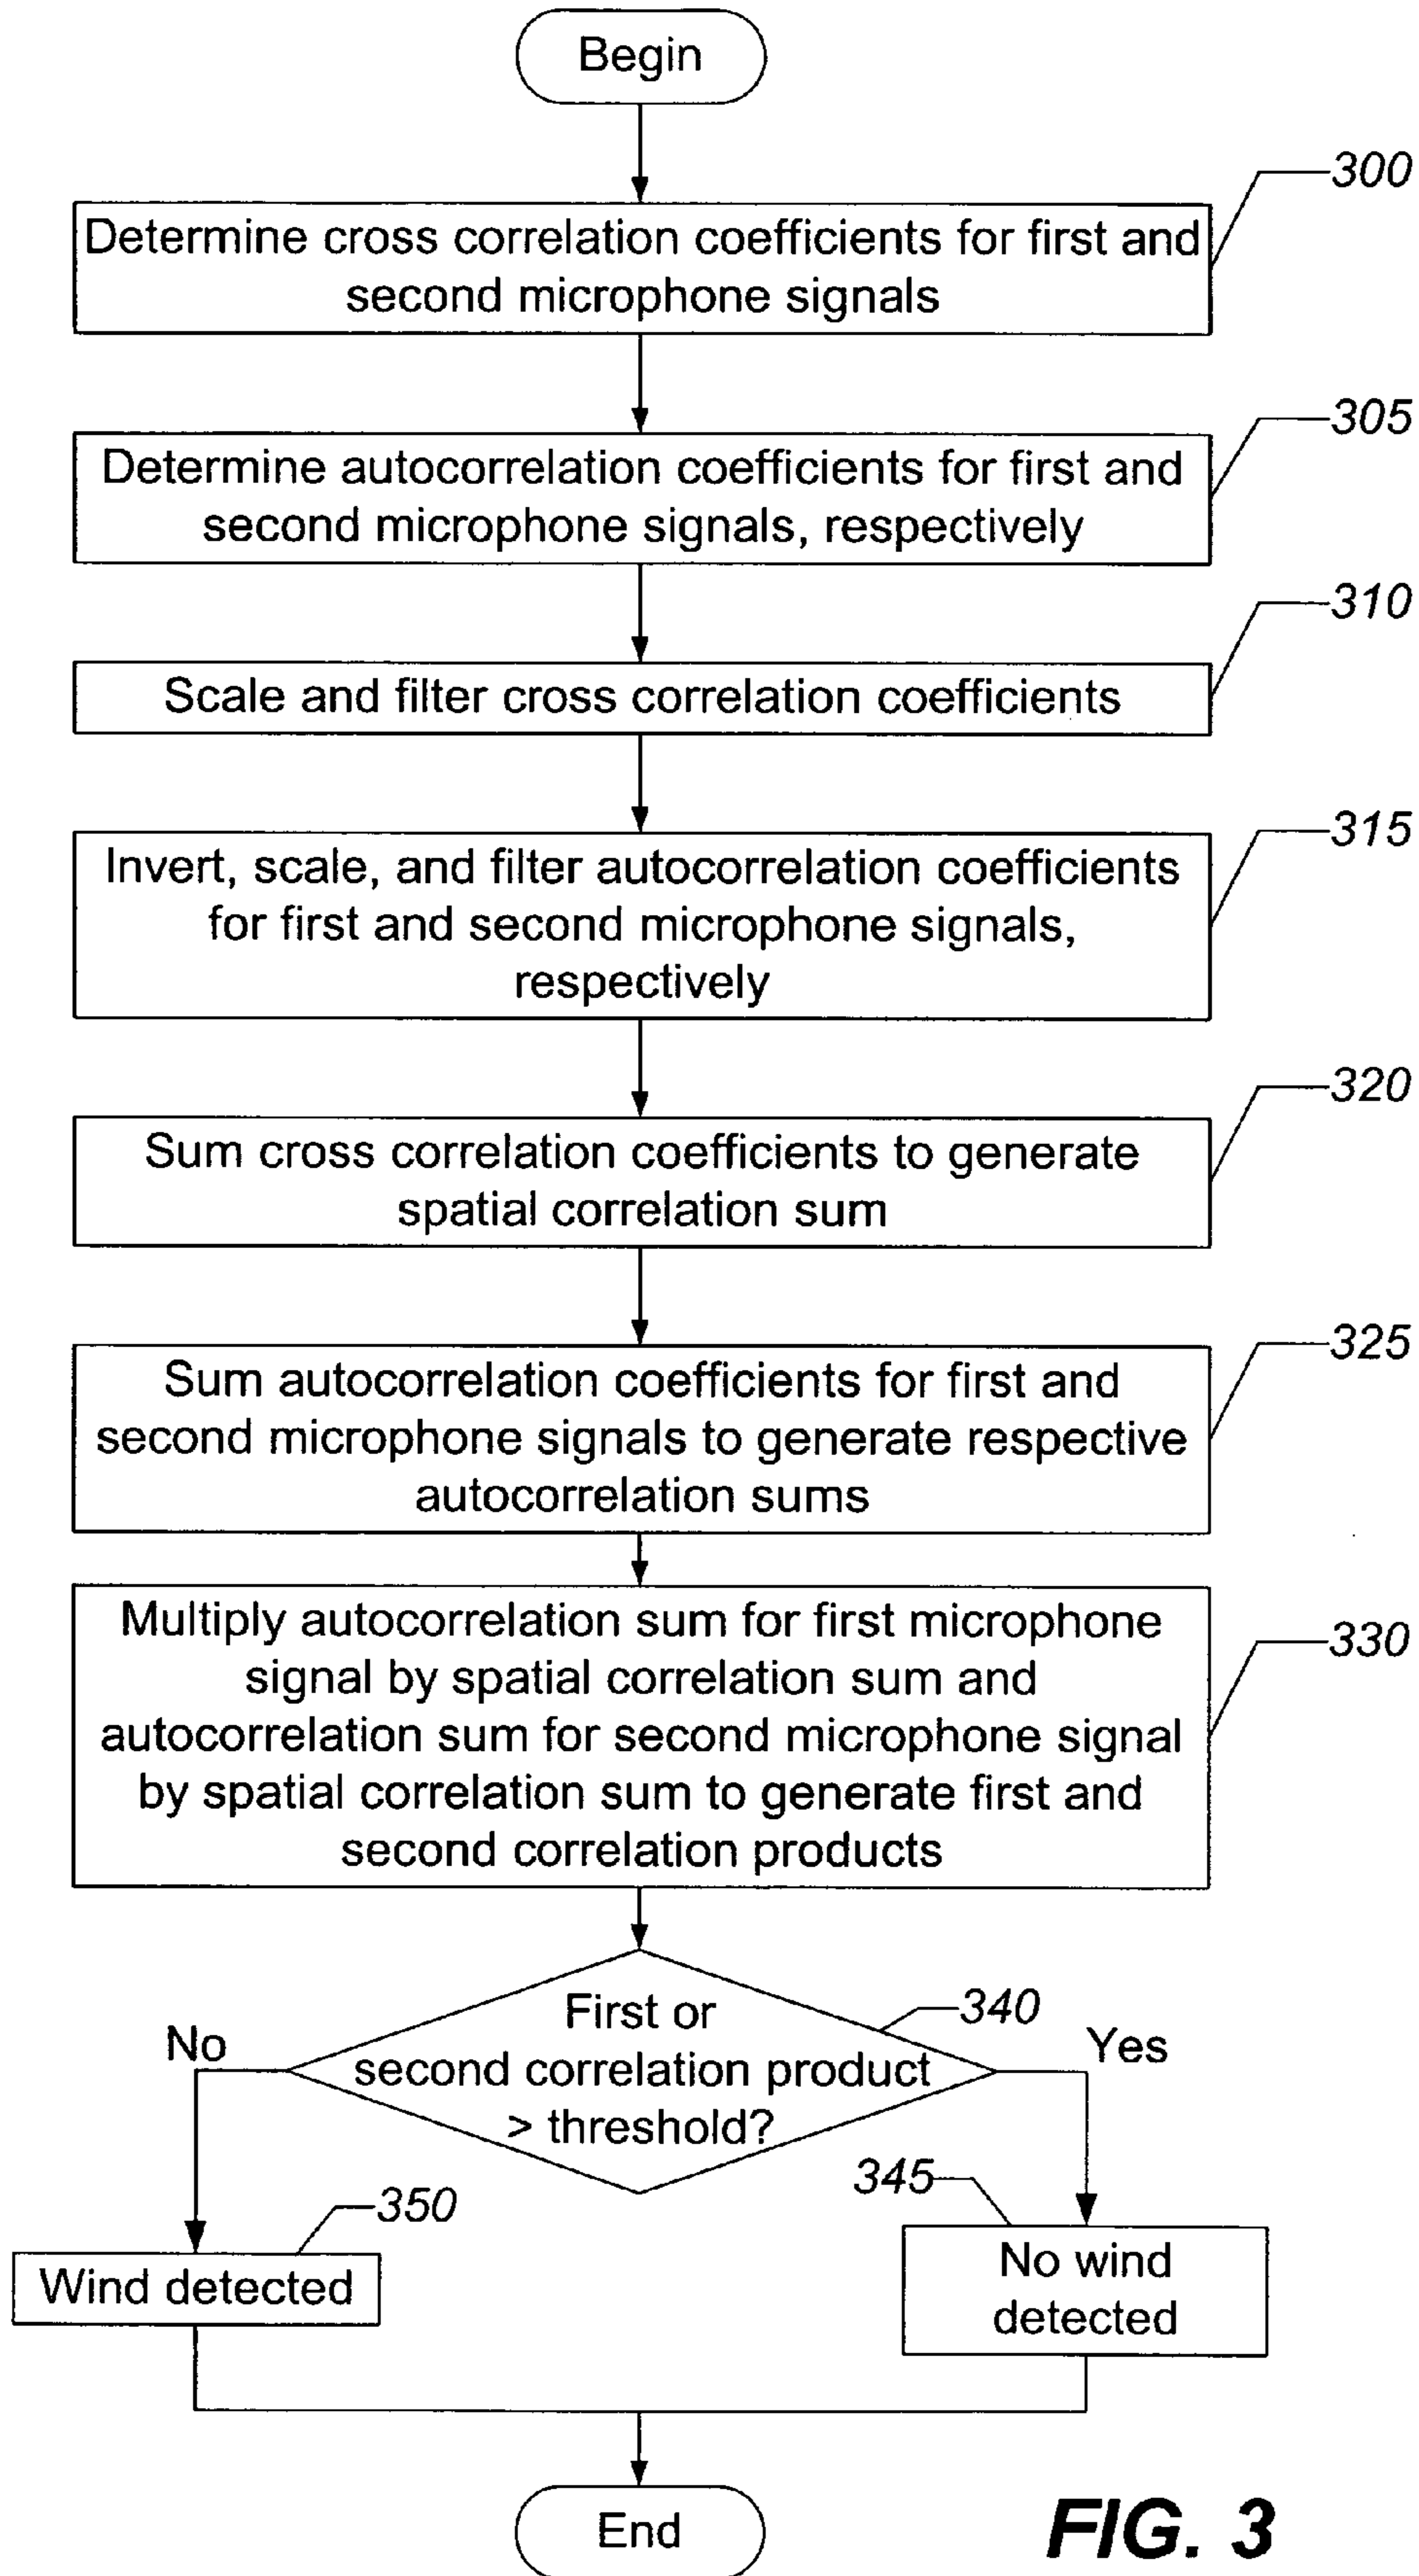 Begin
300
Determine cross correlation coefficients for first and
second microphone signals
305
Determine autocorrelation coefficients for first and
second microphone signals, respectively
310
Scale and filter cross correlation coefficients
315
Invert, scale, and filter autocorrelation coefficients
for first and second microphone signals,
respectively
320
Sum cross correlation coefficients to generate
spatial correlation sum
325
Sum autocorrelation coefficients for first and
second microphone signals to generate respective
autocorrelation sums
330
Multiply autocorrelation sum for first microphone
signal by spatial correlation sum and
autocorrelation sum for second microphone signal
by spatial correlation sum to generate first and
second correlation products
340
First or
second correlation product
> threshold?
No
Yes
345
350
Wind detected
No wind
detected
End
FIG. 3